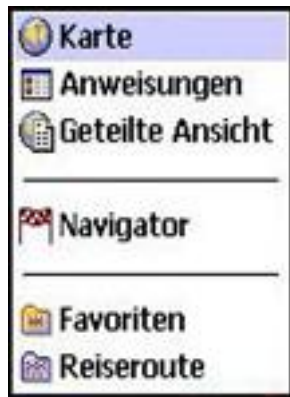 Karte
Anweisungen
Geteilte Ansicht
Navigator
Favoriten
Reiseroute